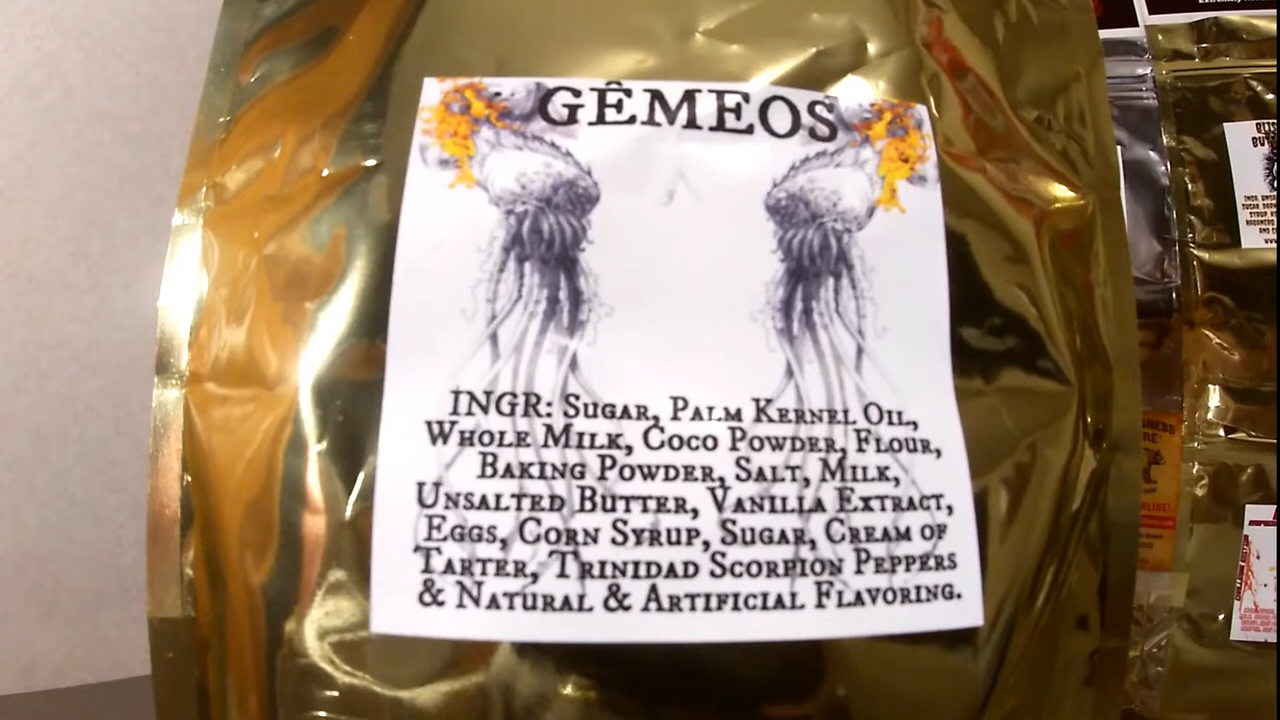 GÊMEOS
INGR: Sugar, Palm Kernel Oil,
Whole Milk, Coco Powder, Flour,
Baking Powder, Salt, Milk,
Unsalted Butter, Vanilla Extract,
Eggs, Corn Syrup, Sugar, Cream of
Tarter, Trinidad Scorpion Peppers
& Natural & Artificial Flavoring.